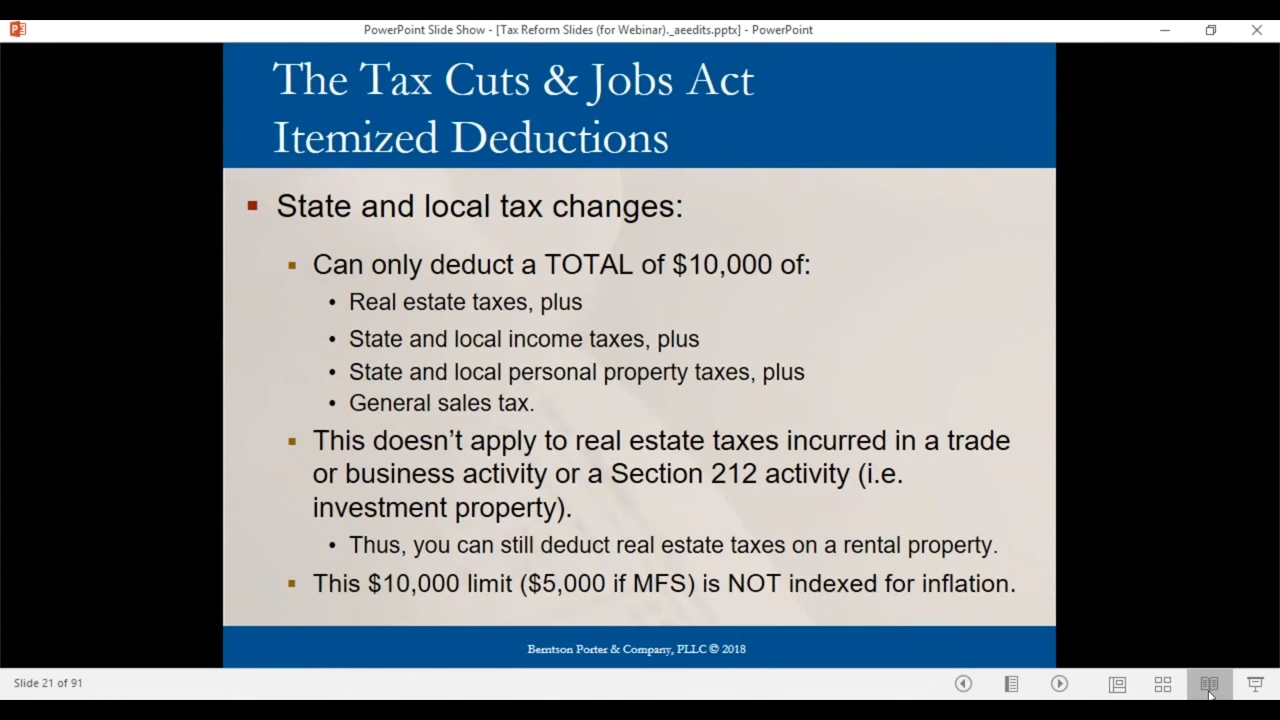 PowerPoint Slide Show - [Tax Reform Slides (for Webinar)._aeedits.pptx] - PowerPoint
The Tax Cuts & Jobs Act
Itemized Deductions
▪ State and local tax changes:
▪ Can only deduct a TOTAL of $10,000 of:
• Real estate taxes, plus
• State and local income taxes, plus
• State and local personal property taxes, plus
• General sales tax.
▪ This doesn’t apply to real estate taxes incurred in a trade
or business activity or a Section 212 activity (i.e.
investment property).
• Thus, you can still deduct real estate taxes on a rental property.
▪ This $10,000 limit ($5,000 if MFS) is NOT indexed for inflation.
Berntson Porter & Company, PLLC © 2018
Slide 21 of 91